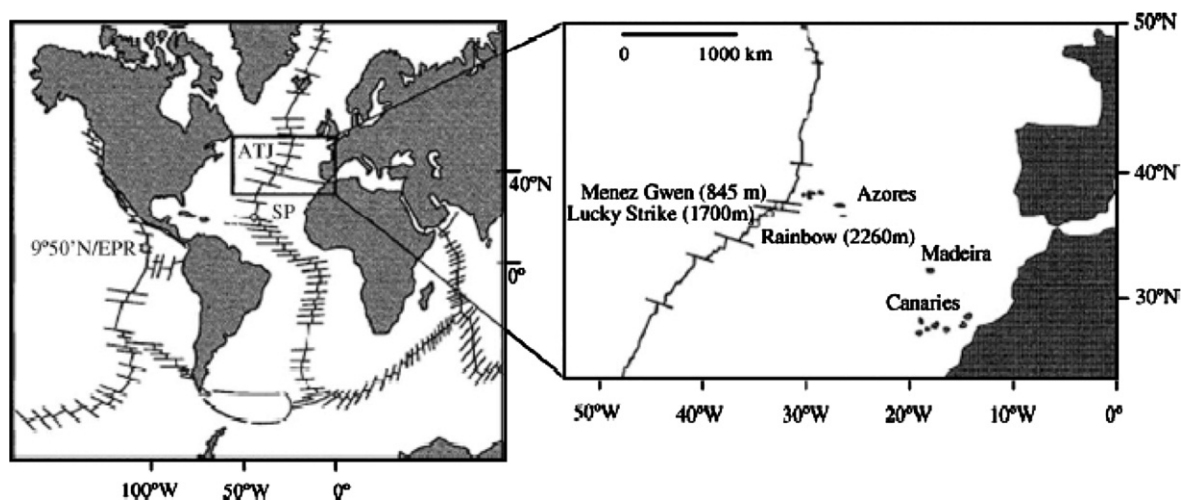 ATJ
SP
9°50'N/EPR
40°N
0°
100°W
50°W
0°
0
1000 km
Menez Gwen (845 m)
Lucky Strike (1700m)
Rainbow (2260m)
Azores
Madeira
Canaries
50°N
40°N
30°N
50°W
40°W
30°W
20°W
10°W
0°